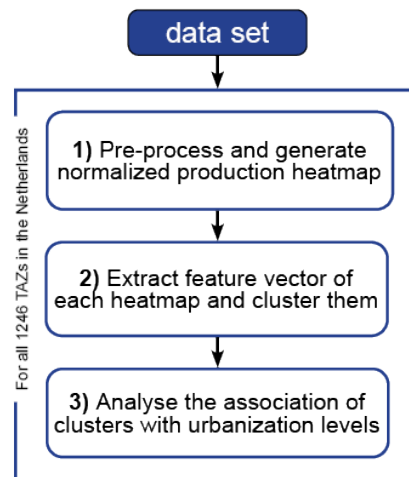 data set
For all 1246 TAZs in the Netherlands
1) Pre-process and generate
normalized production heatmap
2) Extract feature vector of
each heatmap and cluster them
3) Analyse the association of
clusters with urbanization levels